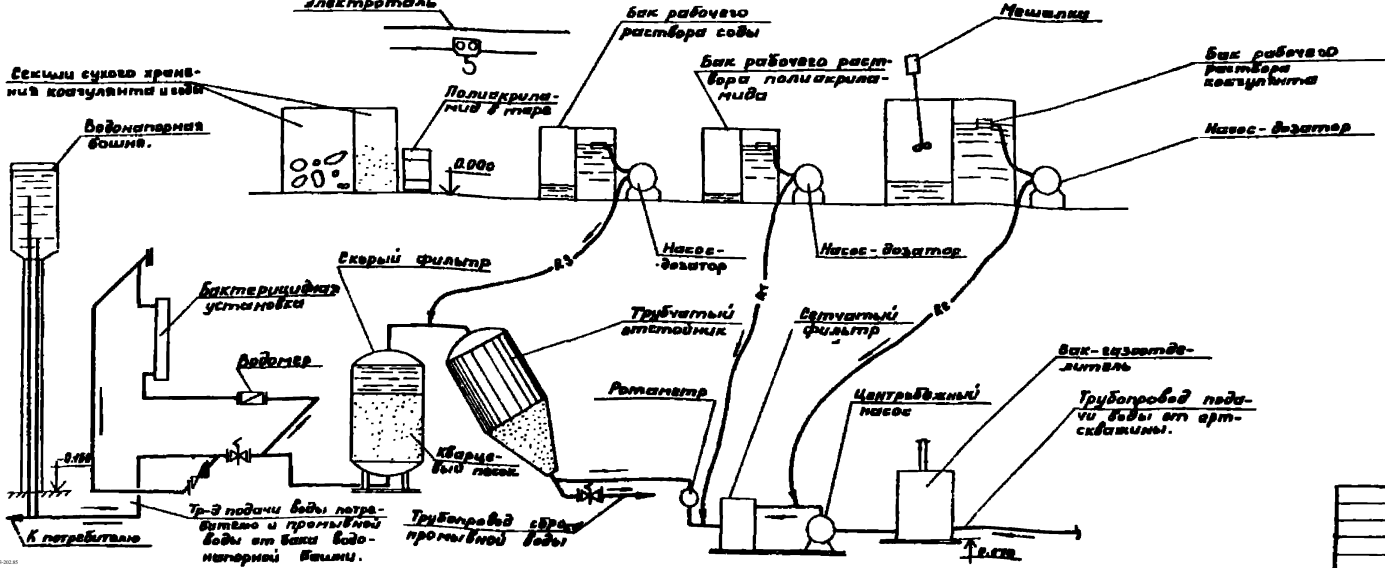 Электроталь
Бак рабочего
раствора соды
Мешалка
Секции сухого хране-
ния коагулянта и соды
Полиакрила-
мид в таре
Бак рабочего раст-
вора полиакрила-
мида
Бак рабочего
раствора
коагулянта
Водонапорная
башня.
0.000
Насос-дозатор
Насос-
дозатор
Насос-дозатор
Скорый фильтр
Бактерицидная
установка
Трубчатый
отстойник
Сетчатый
фильтр
Водомер
Ротаметр
Центробежный
насос
Бак-газоотде-
литель
Трубопровод пода-
чи воды от арт-
скважины.
Кварце-
вый песок
Тр-д подачи воды потре-
бителю и промывной
воды от бака водо-
напорной башни.
Трубопровод сбро
промывной воды
К потребителю